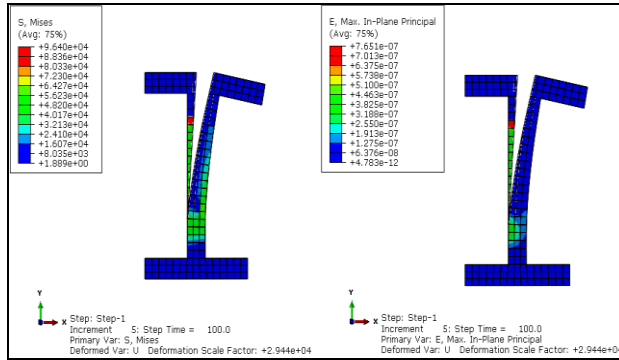 S, Mises
(Avg: 75%)
+9.640e+04
+8.836e+04
+8.033e+04
+7.230e+04
+6.427e+04
+5.623e+04
+4.820e+04
+4.017e+04
+3.213e+04
+2.410e+04
+1.607e+04
+8.035e+03
+1.889e+00
Y
X
Step: Step-1
Increment 5: Step Time = 100.0
Primary Var: S, Mises
Deformed Var: U Deformation Scale Factor: +2.944e+04
E, Max. In-Plane Principal
(Avg: 75%)
+7.651e-07
+7.013e-07
+6.375e-07
+5.738e-07
+5.100e-07
+4.463e-07
+3.825e-07
+3.188e-07
+2.550e-07
+1.913e-07
+1.275e-07
+6.376e-08
+4.783e-12
Y
X
Step: Step-1
Increment 5: Step Time = 100.0
Primary Var: E, Max. In-Plane Principal
Deformed Var: U Deformation Scale Factor: +2.944e+04